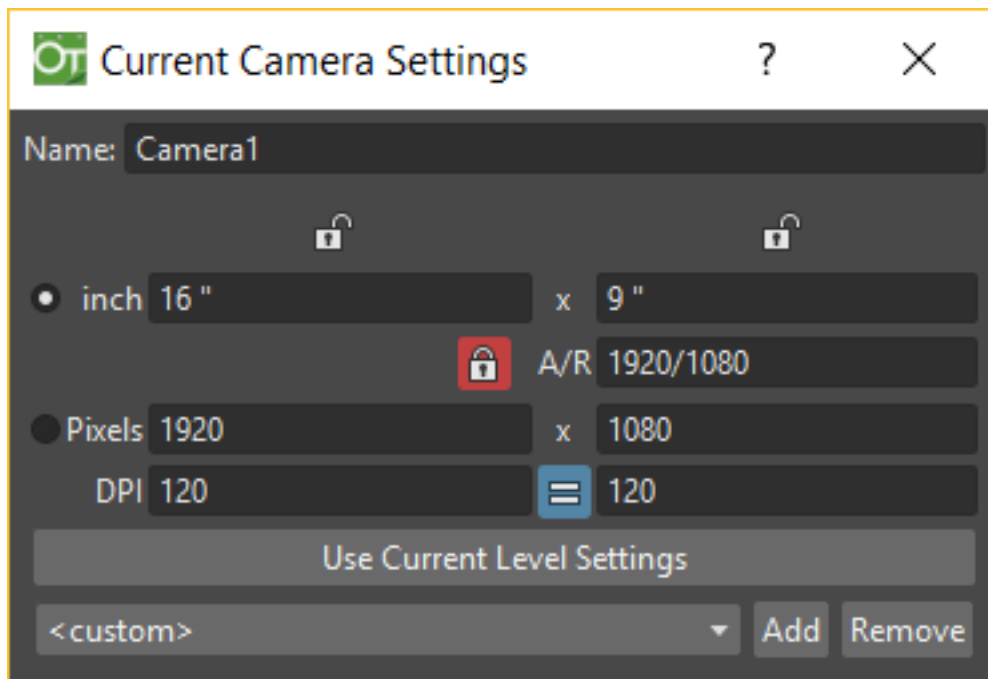 OT Current Camera Settings ? X
Name: Camera1
inch 16 " x 9 "
A/R 1920/1080
Pixels 1920 x 1080
DPI 120 = 120
Use Current Level Settings
<custom> Add Remove